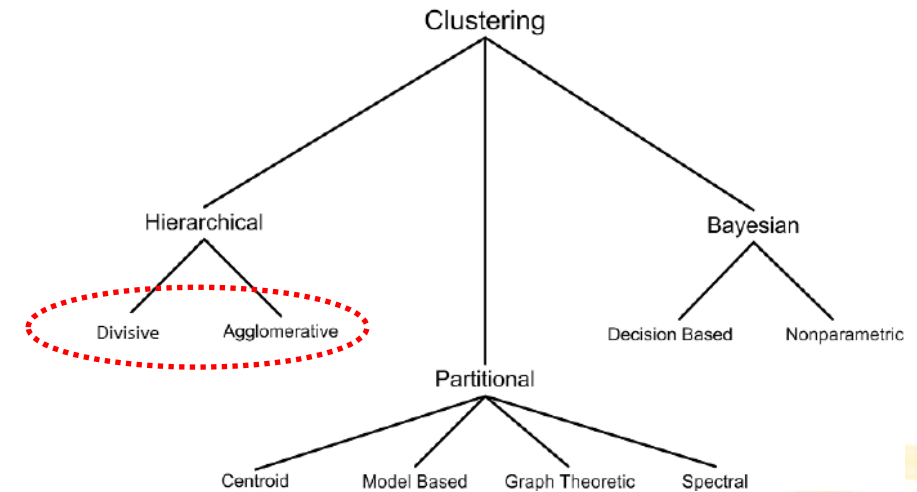 Clustering
Hierarchical
Bayesian
Divisive
Agglomerative
Decision Based
Nonparametric
Partitional
Centroid
Model Based
Graph Theoretic
Spectral